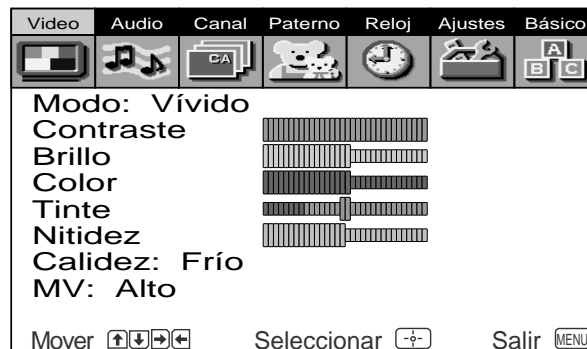 Video Audio Canal Paterno Reloj Ajustes Básico
CA
A
B C
Modo: Vívido
Contraste
Brillo
Color
Tinte
Nitidez
Calidez: Frío
MV: Alto
Mover Seleccionar Salir MENU